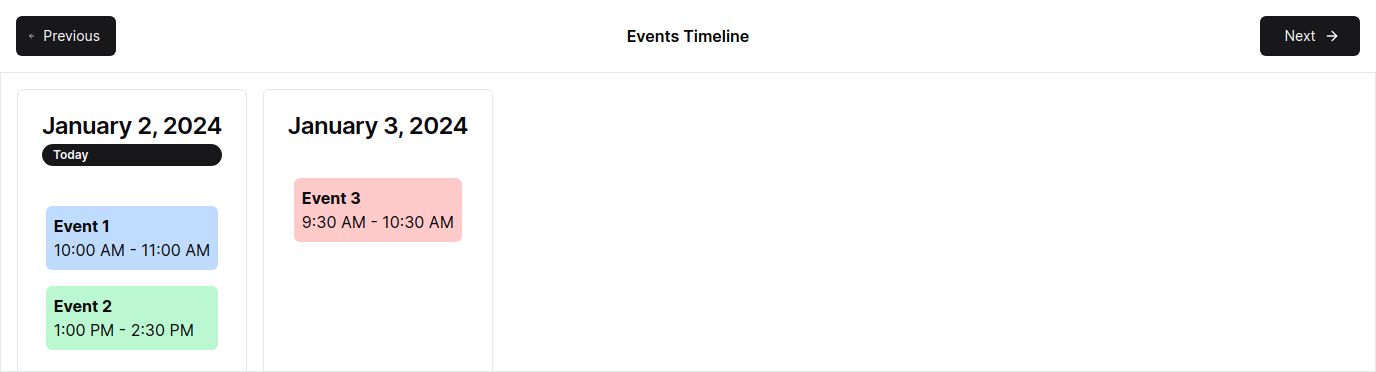 Previous
Events Timeline
Next
January 2, 2024
Today
Event 1
10:00 AM - 11:00 AM
Event 2
1:00 PM - 2:30 PM
January 3, 2024
Event 3
9:30 AM - 10:30 AM